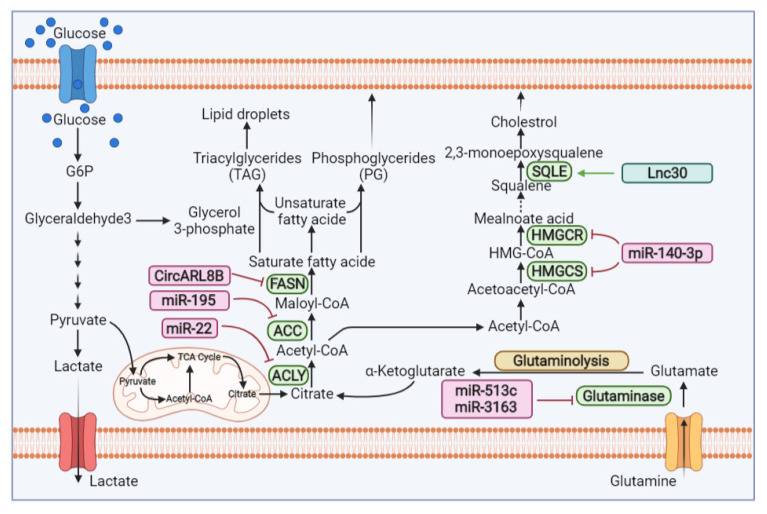 Glucose
Glucose
G6P
Glyceraldehyde3
Glycerol
3-phosphate
Pyruvate
Lactate
Lactate
Lipid droplets
Triacylglycerides
(TAG)
Phosphoglycerides
(PG)
Unsaturate
fatty acide
Saturate fatty acide
CircARL8B
FASN
Maloyl-CoA
miR-195
miR-22
ACC
Acetyl-CoA
ACLY
Citrate
TCA Cycle
Pyruvate
Acetyl-CoA
Citrate
Cholestrol
2,3-monoepoxysqualene
SQLE
Lnc30
Squalene
Mealnoate acid
HMGCR
HMG-CoA
miR-140-3p
HMGCS
Acetoacetyl-CoA
Acetyl-CoA
Glutaminolysis
α-Ketoglutarate
Glutamate
miR-513c
miR-3163
Glutaminase
Glutamine